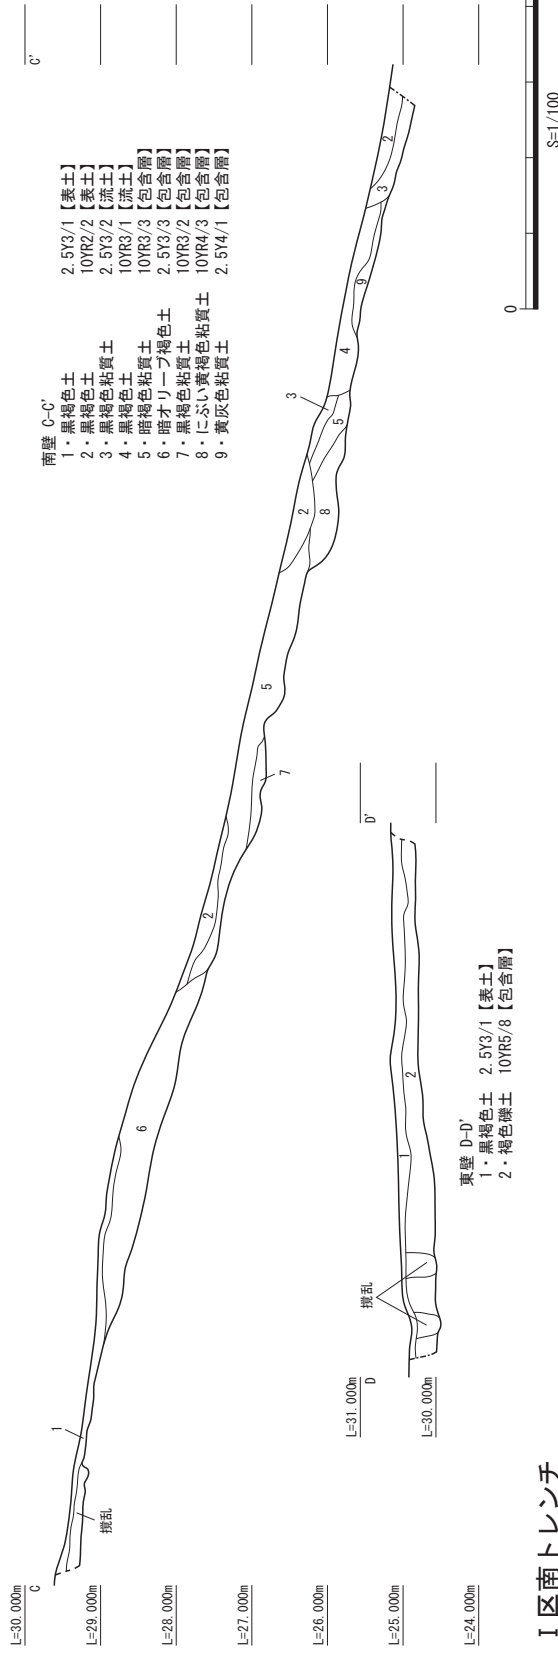 L=30.000m
C
C'
L=29.000m
L=28.000m
L=27.000m
L=26.000m
L=25.000m
L=24.000m
攪乱
1
6
2
7
5
2
8
3
5
4
9
3
2
南壁 C-C'
1・黒褐色土 2.5Y3/1【表土】
2・黒褐色土 10YR2/2【表土】
3・黒褐色粘質土 2.5Y3/2【流土】
4・黒褐色土 10YR3/1【流土】
5・暗褐色粘質土 10YR3/3【包含層】
6・暗オリーブ褐色土 2.5Y3/3【包含層】
7・黒褐色粘質土 10YR3/2【包含層】
8・にぶい黄褐色粘質土 10YR4/3【包含層】
9・黄灰色粘質土 2.5Y4/1【包含層】
L=31.000m
D
D'
L=30.000m
攪乱
1
2
東壁 D-D'
1・黒褐色土 2.5Y3/1【表土】
2・褐色礫土 10YR5/8【包含層】
I区南トレンチ
0
S=1/100